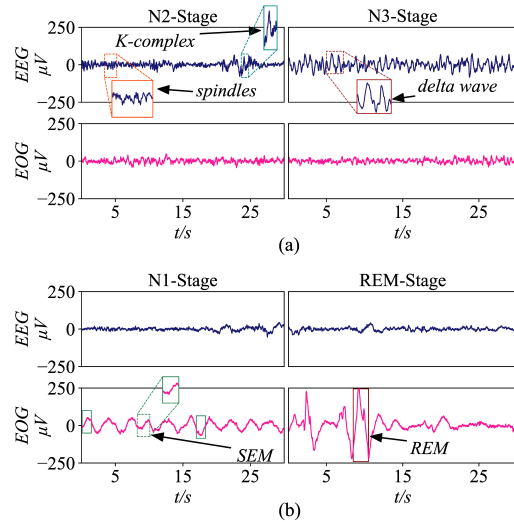 (a)
N2-Stage
N3-Stage
EEG
μV
250
0
−250
K-complex
spindles
delta wave
EOG
μV
250
0
−250
5
15
25
5
15
25
t/s
t/s
(a)
(b)
N1-Stage
REM-Stage
EEG
μV
250
0
−250
EOG
μV
250
0
250
SEM
REM
5
15
25
5
15
25
t/s
t/s
(b)